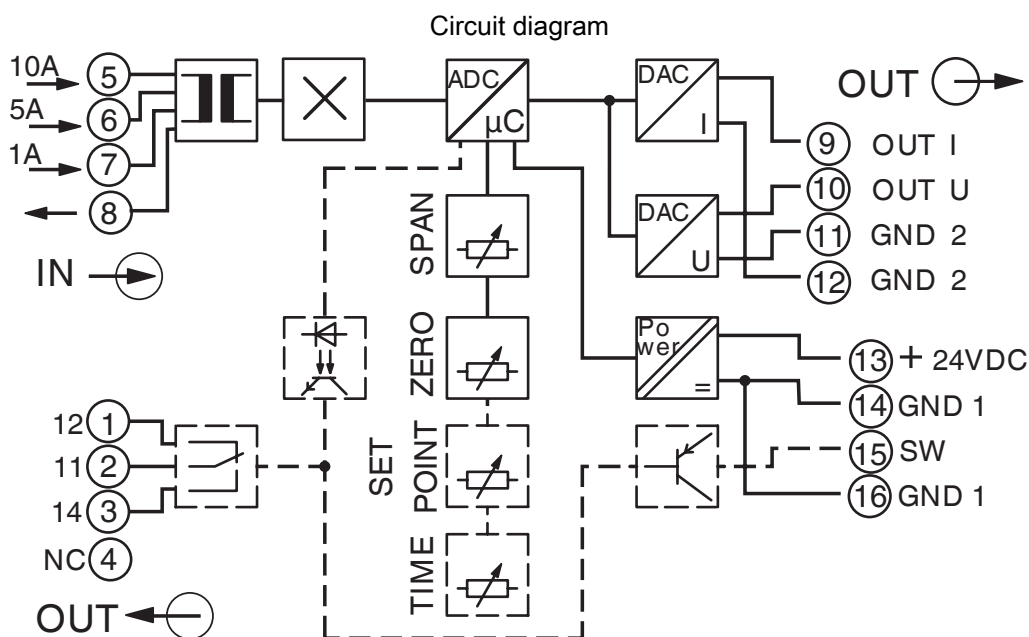 Circuit diagram
10A 5
5A 6
1A 7
8
IN
ADC
µC
DAC
I
DAC
U
OUT
9 OUT I
10 OUT U
11 GND 2
12 GND 2
SPAN
ZERO
SET
POINT
TIME
Po
wer
=
13 + 24VDC
14 GND 1
15 SW
16 GND 1
12 1
11 2
14 3
NC 4
OUT